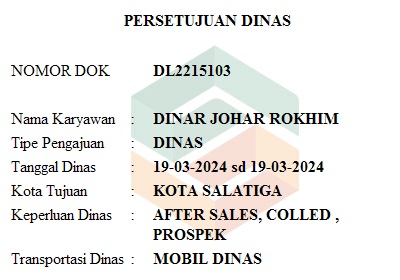 PERSETUJUAN DINAS
NOMOR DOK DL2215103
Nama Karyawan : DINAR JOHAR ROKHIM
Tipe Pengajuan : DINAS
Tanggal Dinas : 19-03-2024 sd 19-03-2024
Kota Tujuan : KOTA SALATIGA
Keperluan Dinas : AFTER SALES, COLLED ,
PROSPEK
Transportasi Dinas : MOBIL DINAS